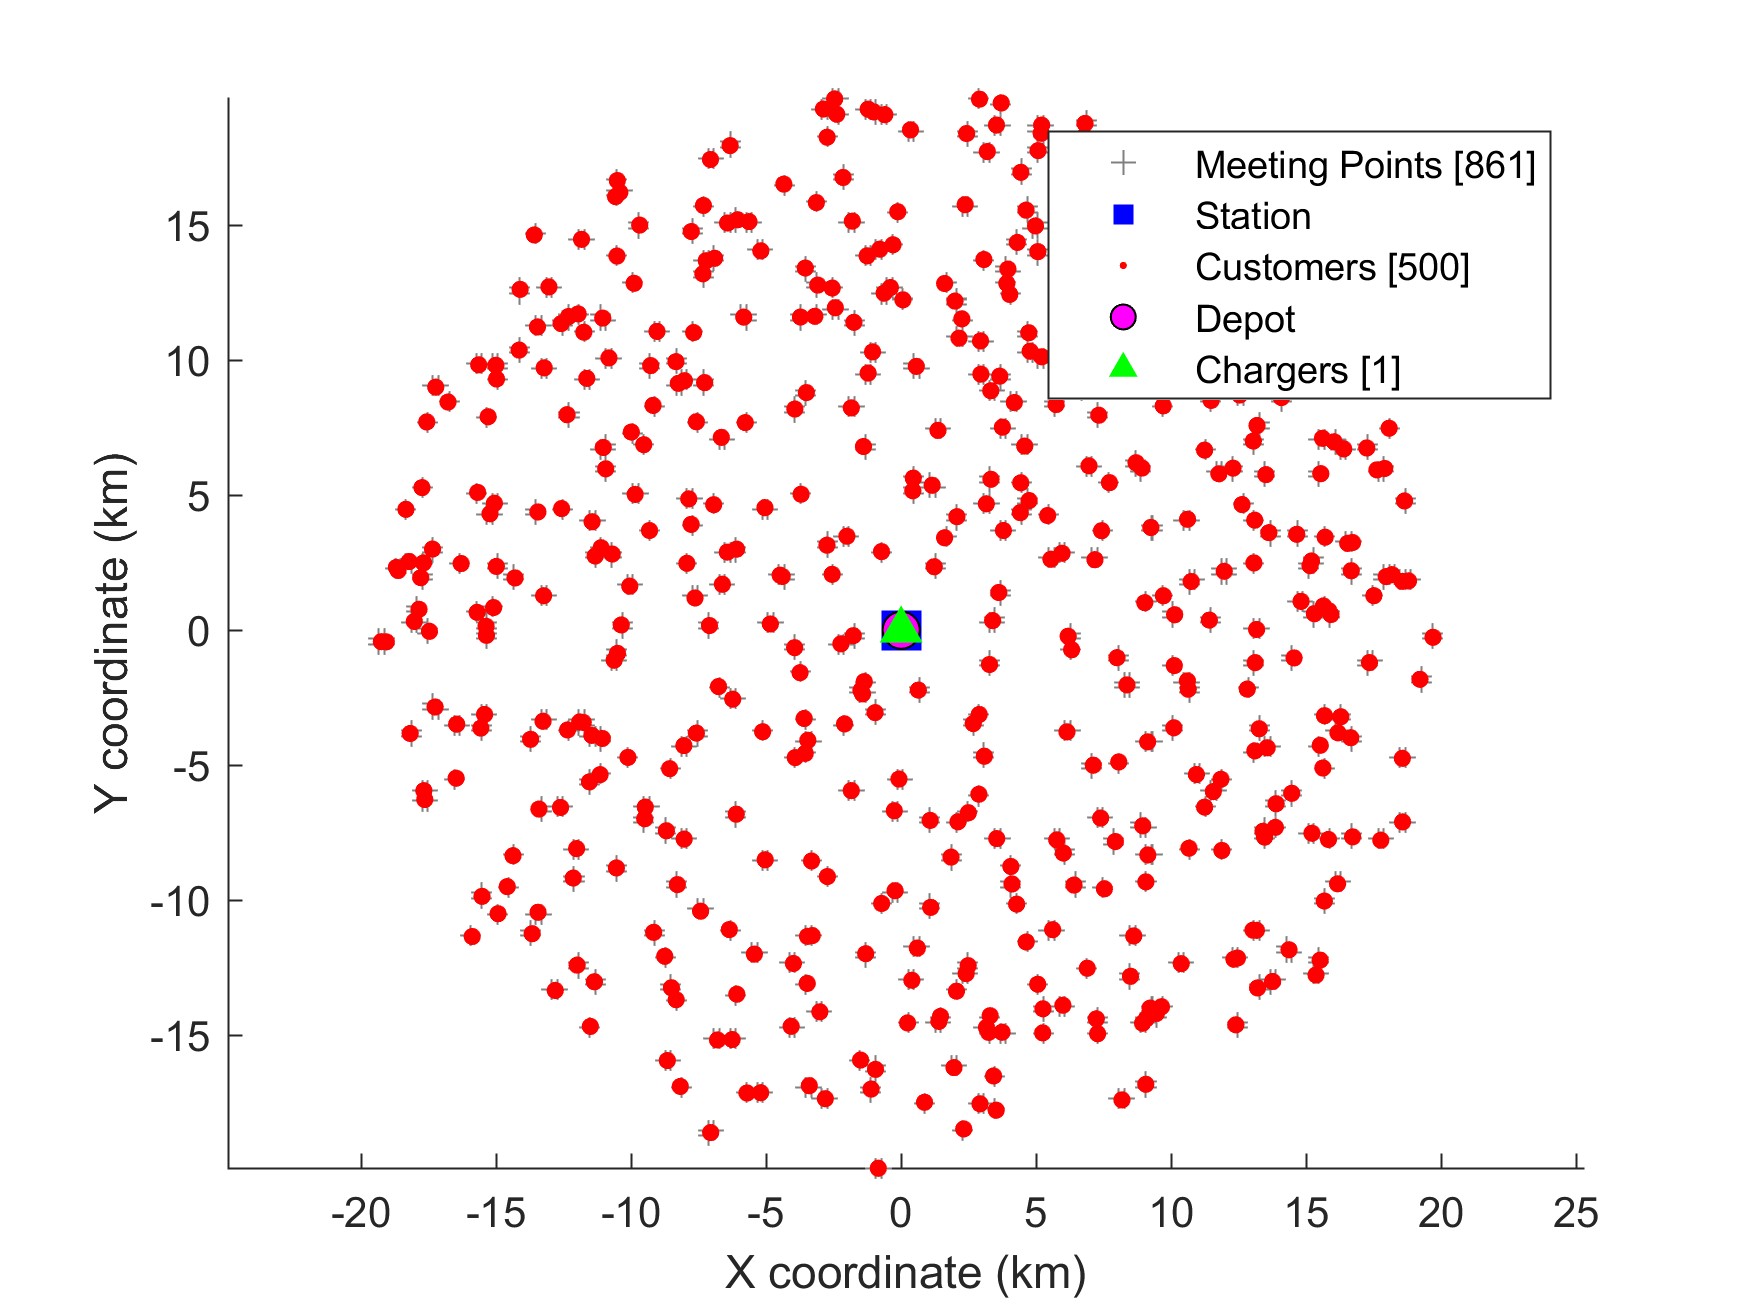 Meeting Points [861]
Station
Customers [500]
Depot
Chargers [1]
15
10
5
0
-5
-10
-15
Y coordinate (km)
-20 -15 -10 -5 0 5 10 15 20 25
X coordinate (km)